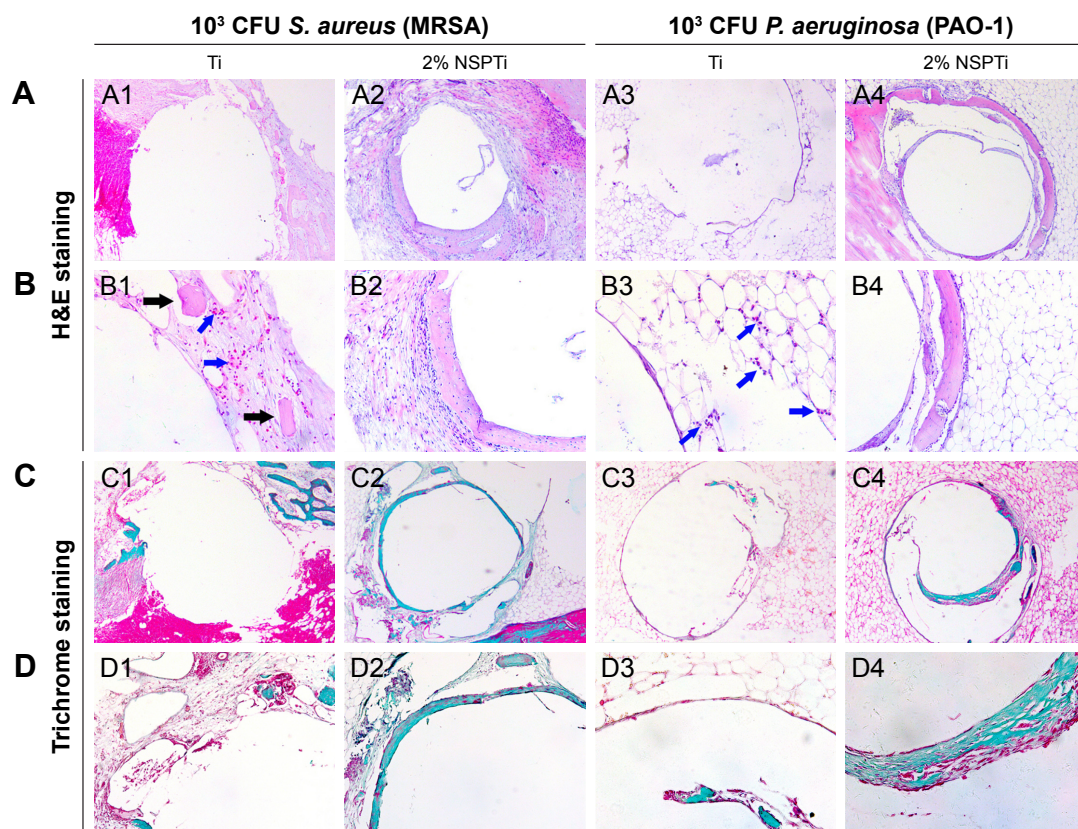 10³ CFU S. aureus (MRSA) 10³ CFU P. aeruginosa (PAO-1)
Ti 2% NSPTi Ti 2% NSPTi
A A1 A2 A3 A4
H&E staining
B B1 B2 B3 B4
C C1 C2 C3 C4
Trichrome staining
D D1 D2 D3 D4